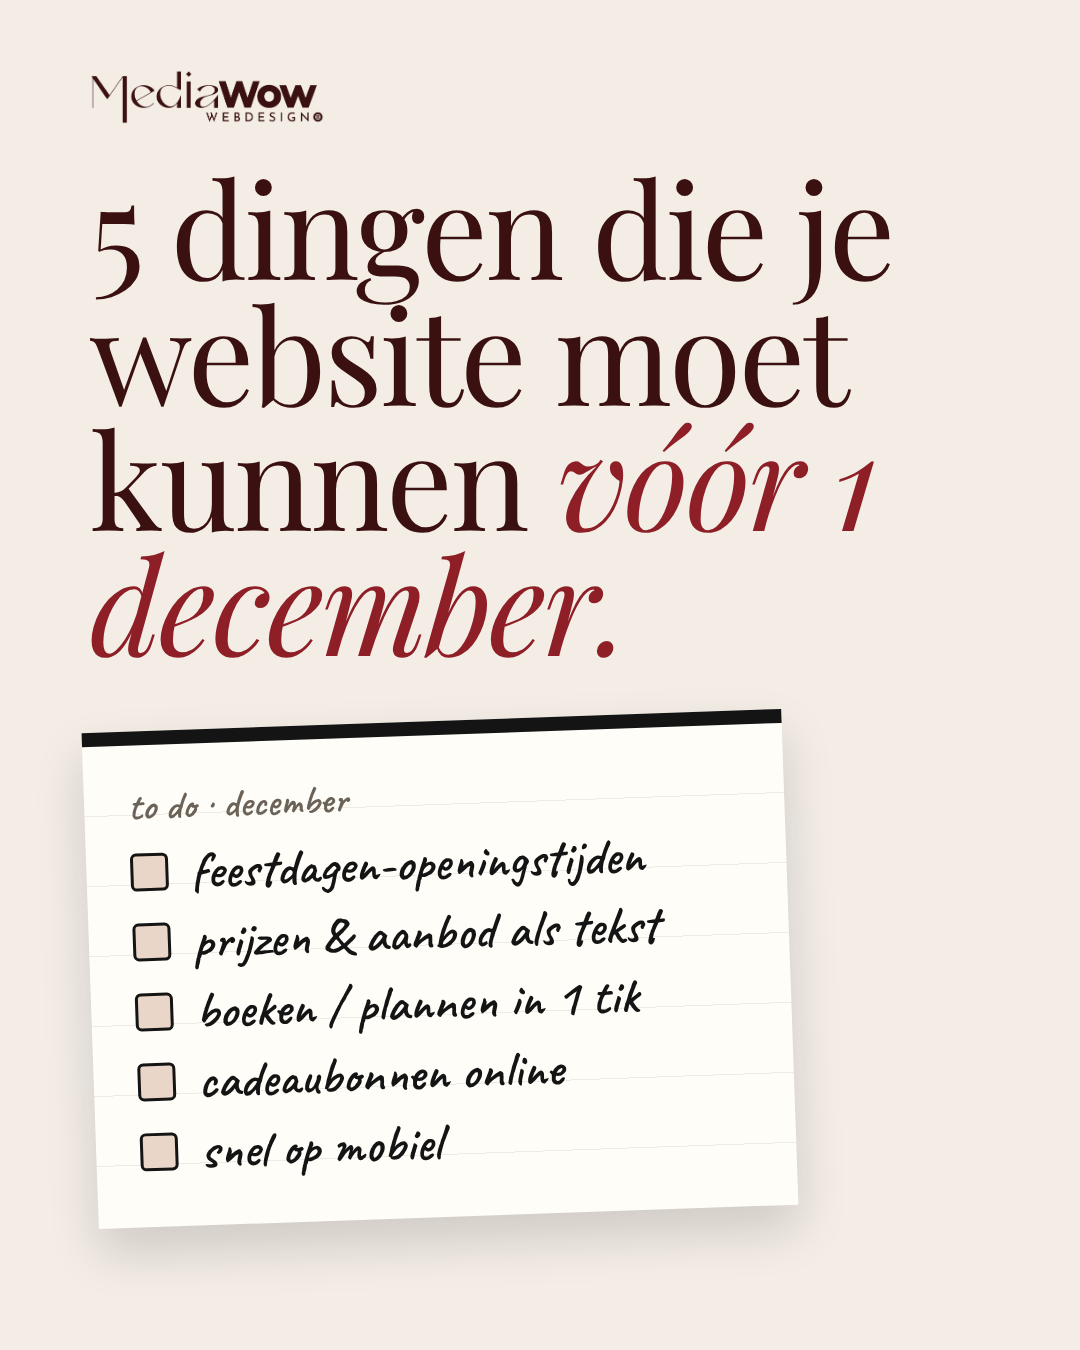 MediaWow
WEBDESIGN
5 dingen die je
website moet
kunnen vóór 1
december.
to do · december
feestdagen-openingstijden
prijzen & aanbod als tekst
boeken / plannen in 1 tik
cadeaubonnen online
snel op mobiel